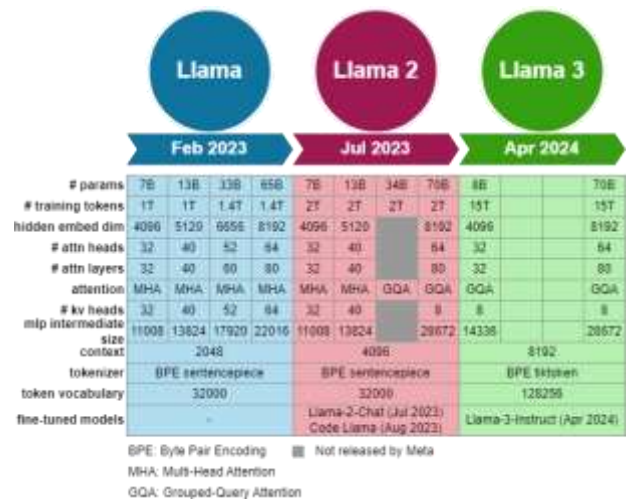 Llama Llama 2 Llama 3
Feb 2023 Jul 2023 Apr 2024
# params 7B 13B 33B 65B 7B 13B 34B 70B 8B 70B
# training tokens 1T 1T 1.4T 1.4T 2T 2T 2T 2T 15T 15T
hidden embed dim 4096 5120 6656 8192 4096 5120 8192 4096 8192
# attn heads 32 40 52 64 32 40 64 32 64
# attn layers 32 40 60 80 32 40 80 32 80
attention MHA MHA MHA MHA MHA MHA GQA GQA GQA GQA
# kv heads 32 40 52 64 32 40 8 8 8
mlp intermediate size 11008 13824 17920 22016 11008 13824 28672 14336 28672
context 2048 4096 8192
tokenizer BPE sentencepiece BPE sentencepiece BPE tiktoken
token vocabulary 32000 32000 128256
fine-tuned models - Llama-2-Chat (Jul 2023) Llama-3-Instruct (Apr 2024)
Code Llama (Aug 2023)
BPE: Byte Pair Encoding Not released by Meta
MHA: Multi-Head Attention
GQA: Grouped-Query Attention